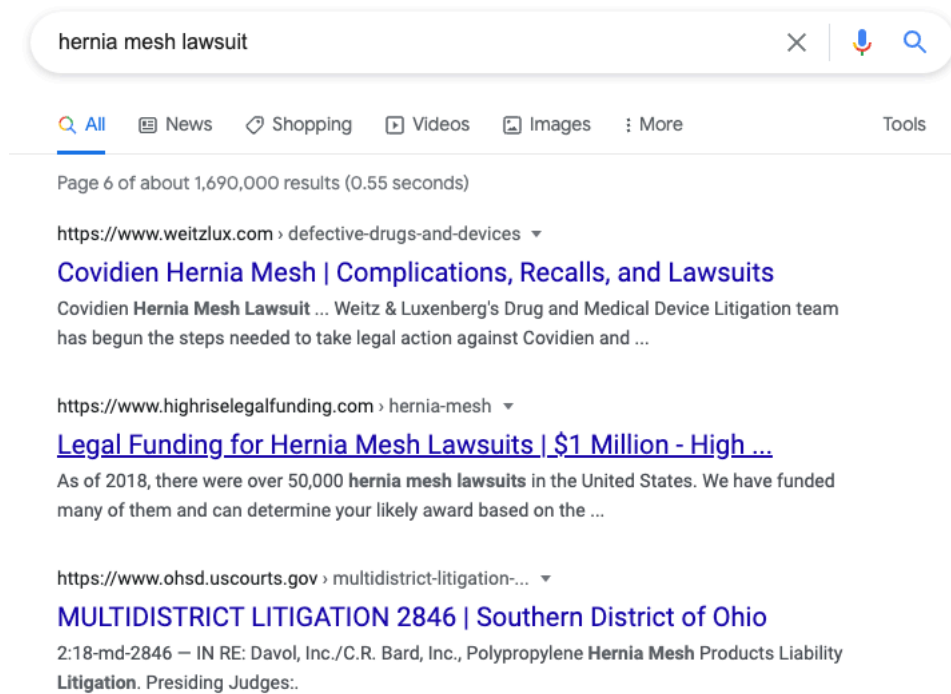 hernia mesh lawsuit
All News Shopping Videos Images More Tools
Page 6 of about 1,690,000 results (0.55 seconds)
https://www.weitzlux.com › defective-drugs-and-devices
Covidien Hernia Mesh | Complications, Recalls, and Lawsuits
Covidien Hernia Mesh Lawsuit ... Weitz & Luxenberg's Drug and Medical Device Litigation team
has begun the steps needed to take legal action against Covidien and ...
https://www.highriselegalfunding.com › hernia-mesh
Legal Funding for Hernia Mesh Lawsuits | $1 Million - High ...
As of 2018, there were over 50,000 hernia mesh lawsuits in the United States. We have funded
many of them and can determine your likely award based on the ...
https://www.ohsd.uscourts.gov › multidistrict-litigation-...
MULTIDISTRICT LITIGATION 2846 | Southern District of Ohio
2:18-md-2846 — IN RE: Davol, Inc./C.R. Bard, Inc., Polypropylene Hernia Mesh Products Liability
Litigation. Presiding Judges:.